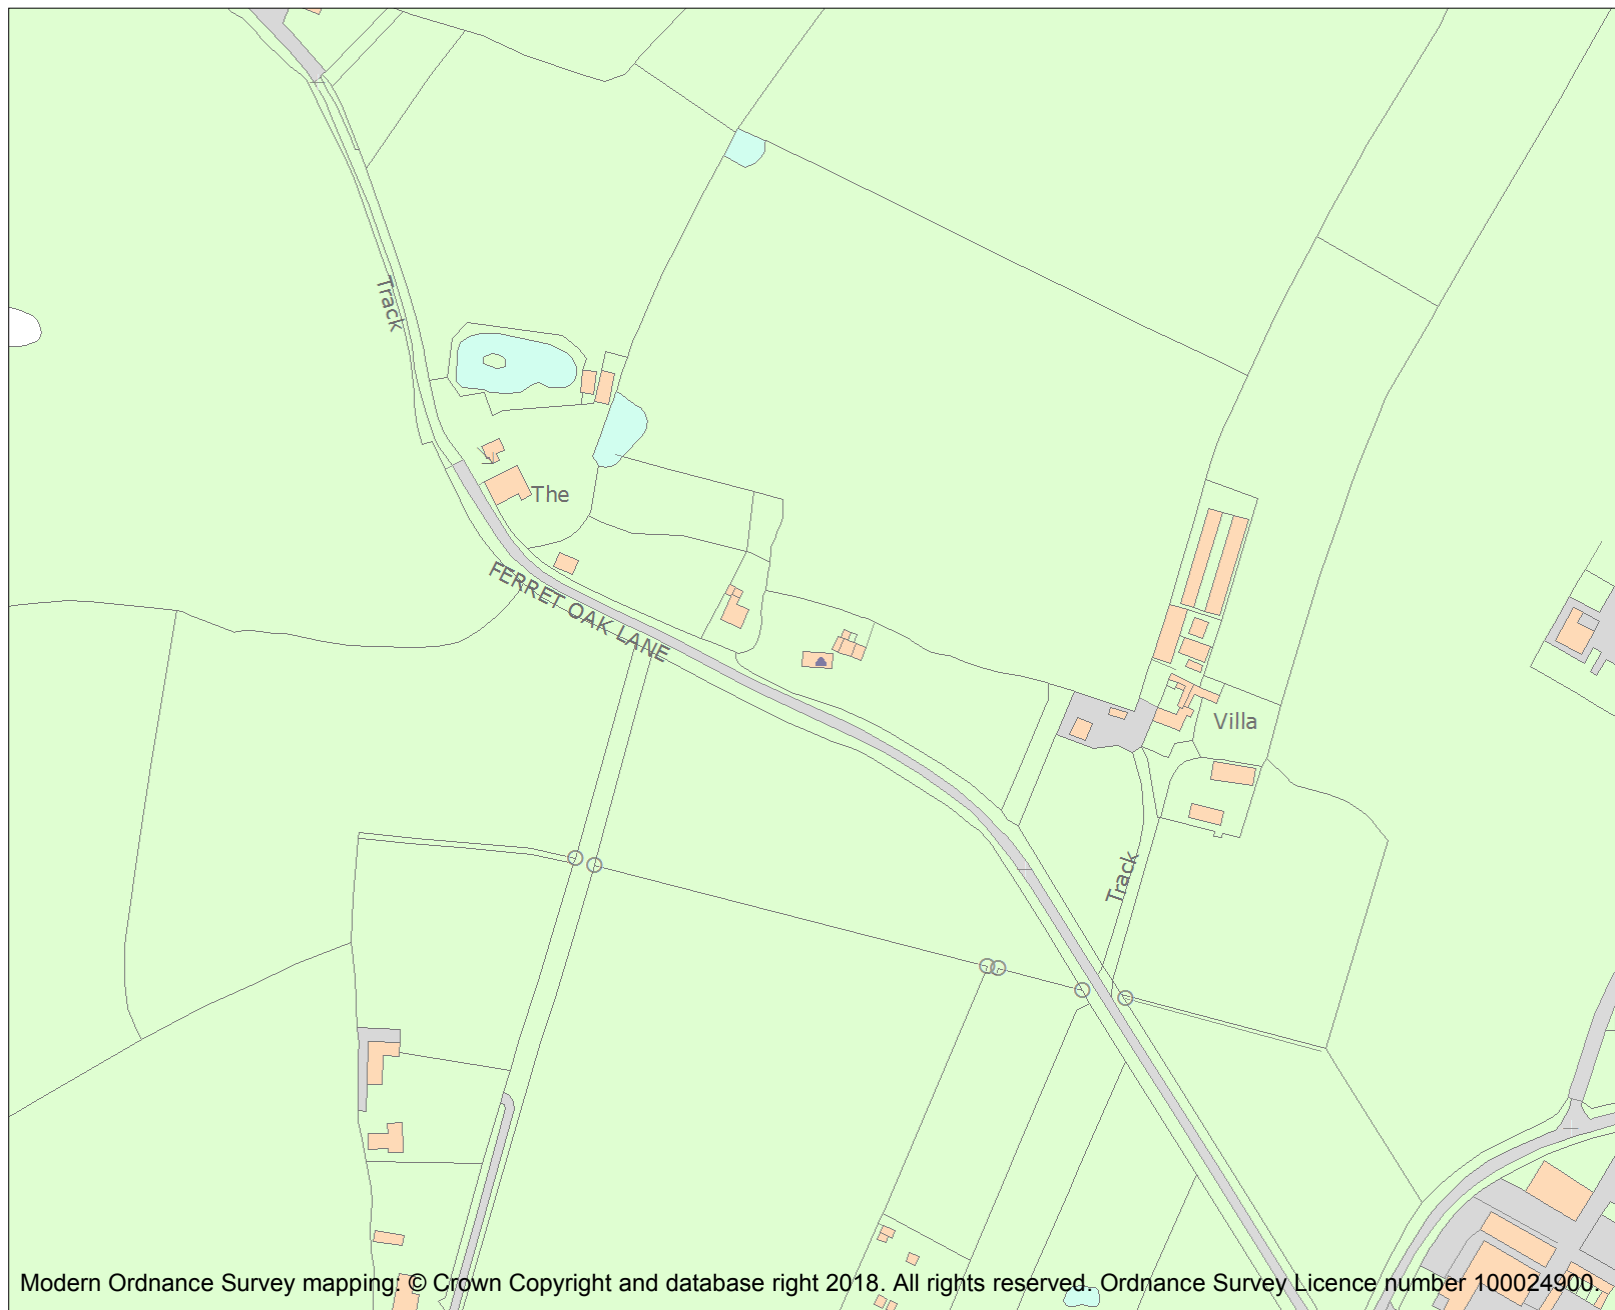 Track
The
FERRET OAK LANE
Villa
Track
Modern Ordnance Survey mapping: © Crown Copyright and database right 2018. All rights reserved. Ordnance Survey Licence number 100024900.